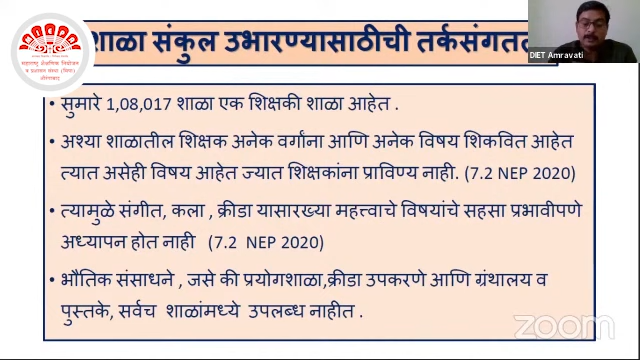 शाळा संकुल उभारण्यासाठीची तर्कसंगतता
DIET Amravati
• सुमारे 1,08,017 शाळा एक शिक्षकी शाळा आहेत .
• अश्या शाळातील शिक्षक अनेक वर्गांना आणि अनेक विषय शिकवित आहेत
त्यात असेही विषय आहेत ज्यात शिक्षकांना प्राविण्य नाही. (7.2 NEP 2020)
• त्यामुळे संगीत, कला , क्रीडा यासारख्या महत्त्वाचे विषयांचे सहसा प्रभावीपणे
अध्यापन होत नाही (7.2 NEP 2020)
• भौतिक संसाधने , जसे की प्रयोगशाळा,क्रीडा उपकरणे आणि ग्रंथालय व
पुस्तके, सर्वच शाळांमध्ये उपलब्ध नाहीत .
zoom